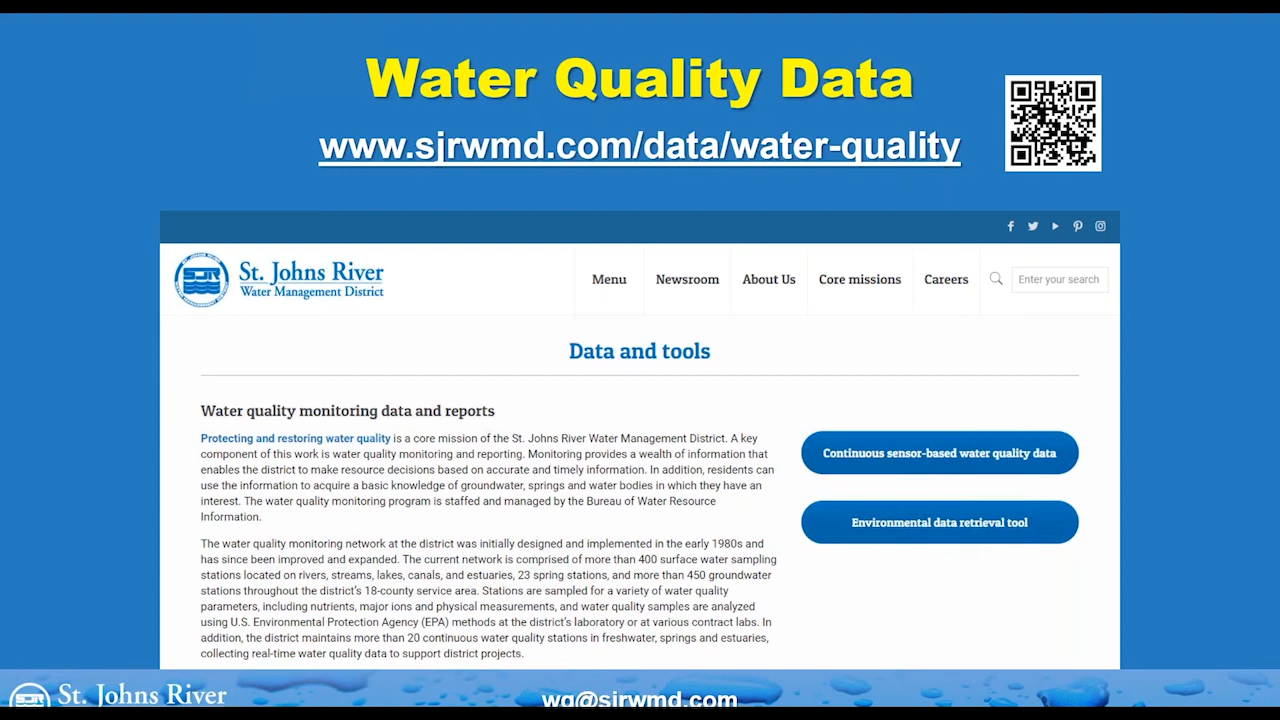 Water Quality Data
www.sjrwmd.com/data/water-quality
St. Johns River
Water Management District
SJR
Menu
Newsroom
About Us
Core missions
Careers
Enter your search
Data and tools
Water quality monitoring data and reports
Protecting and restoring water quality is a core mission of the St. Johns River Water Management District. A key
component of this work is water quality monitoring and reporting. Monitoring provides a wealth of information that
enables the district to make resource decisions based on accurate and timely information. In addition, residents can
use the information to acquire a basic knowledge of groundwater, springs and water bodies in which they have an
interest. The water quality monitoring program is staffed and managed by the Bureau of Water Resource
Information.
The water quality monitoring network at the district was initially designed and implemented in the early 1980s and
has since been improved and expanded. The current network is comprised of more than 400 surface water sampling
stations located on rivers, streams, lakes, canals, and estuaries, 23 spring stations, and more than 450 groundwater
stations throughout the district's 18-county service area. Stations are sampled for a variety of water quality
parameters, including nutrients, major ions and physical measurements, and water quality samples are analyzed
using U.S. Environmental Protection Agency (EPA) methods at the district's laboratory or at various contract labs. In
addition, the district maintains more than 20 continuous water quality stations in freshwater, springs and estuaries,
collecting real-time water quality data to support district projects.
Continuous sensor-based water quality data
Environmental data retrieval tool
SJR
St. Johns River
wq@sjrwmd.com